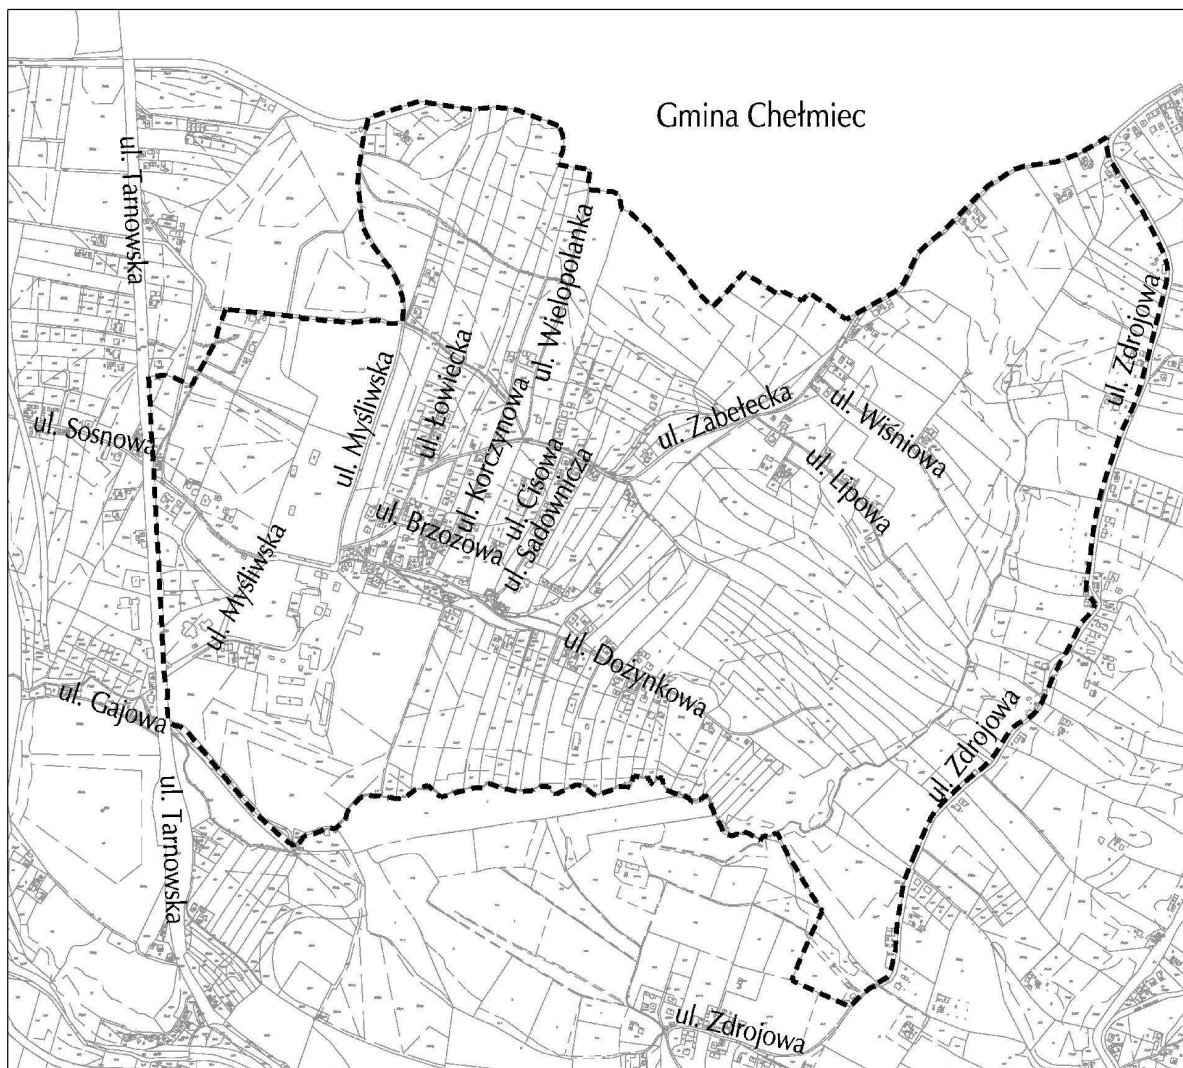 Gmina Chełmiec
ul. Tarnowska
ul. Wielopolanka
ul. Zdrojowa
ul. Myśliwska
ul. Łowiecka
ul. Korczynowa
ul. Zabełecka
ul. Wiśniowa
ul. Sosnowa
ul. Cisowa
ul. Sadownicza
ul. Lipowa
ul. Brzozowa
ul. Myśliwska
ul. Dożynkowa
ul. Gajowa
ul. Zdrojowa
ul. Tarnowska
ul. Zdrojowa